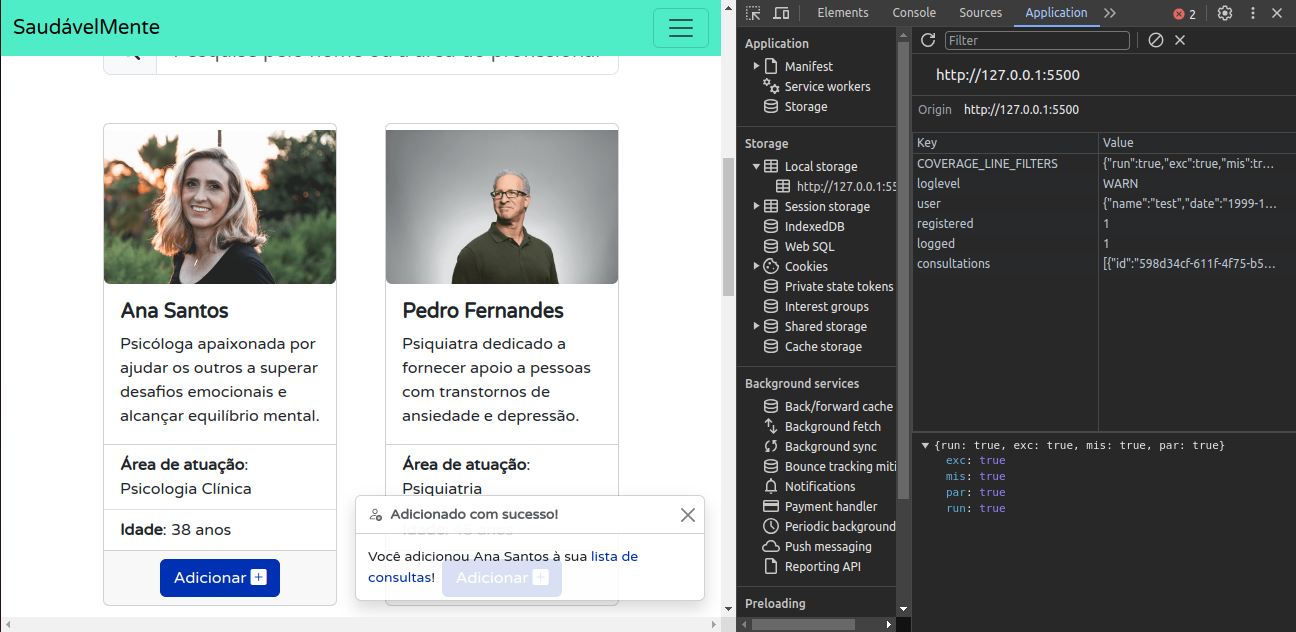 SaudávelMente
Pesquise pelo nome ou a área do profissional
Ana Santos
Psicóloga apaixonada por
ajudar os outros a superar
desafios emocionais e
alcançar equilíbrio mental.
Área de atuação:
Psicologia Clínica
Idade: 38 anos
Adicionar
Pedro Fernandes
Psiquiatra dedicado a
fornecer apoio a pessoas
com transtornos de
ansiedade e depressão.
Área de atuação:
Psiquiatria
Adicionar
Adicionado com sucesso!
Você adicionou Ana Santos à sua lista de
consultas!
Elements Console Sources Application 2
Application
Manifest
Service workers
Storage
Storage
Local storage
http://127.0.0.1:55
Session storage
IndexedDB
Web SQL
Cookies
Private state tokens
Interest groups
Shared storage
Cache storage
Background services
Back/forward cache
Background fetch
Background sync
Bounce tracking miti
Notifications
Payment handler
Periodic background
Push messaging
Reporting API
Preloading
Filter
http://127.0.0.1:5500
Origin http://127.0.0.1:5500
Key Value
COVERAGE_LINE_FILTERS {"run":true,"exc":true,"mis":tr...
loglevel WARN
user {"name":"test","date":"1999-1...
registered 1
logged 1
consultations [{"id":"598d34cf-611f-4f75-b5...
{run: true, exc: true, mis: true, par: true}
exc: true
mis: true
par: true
run: true